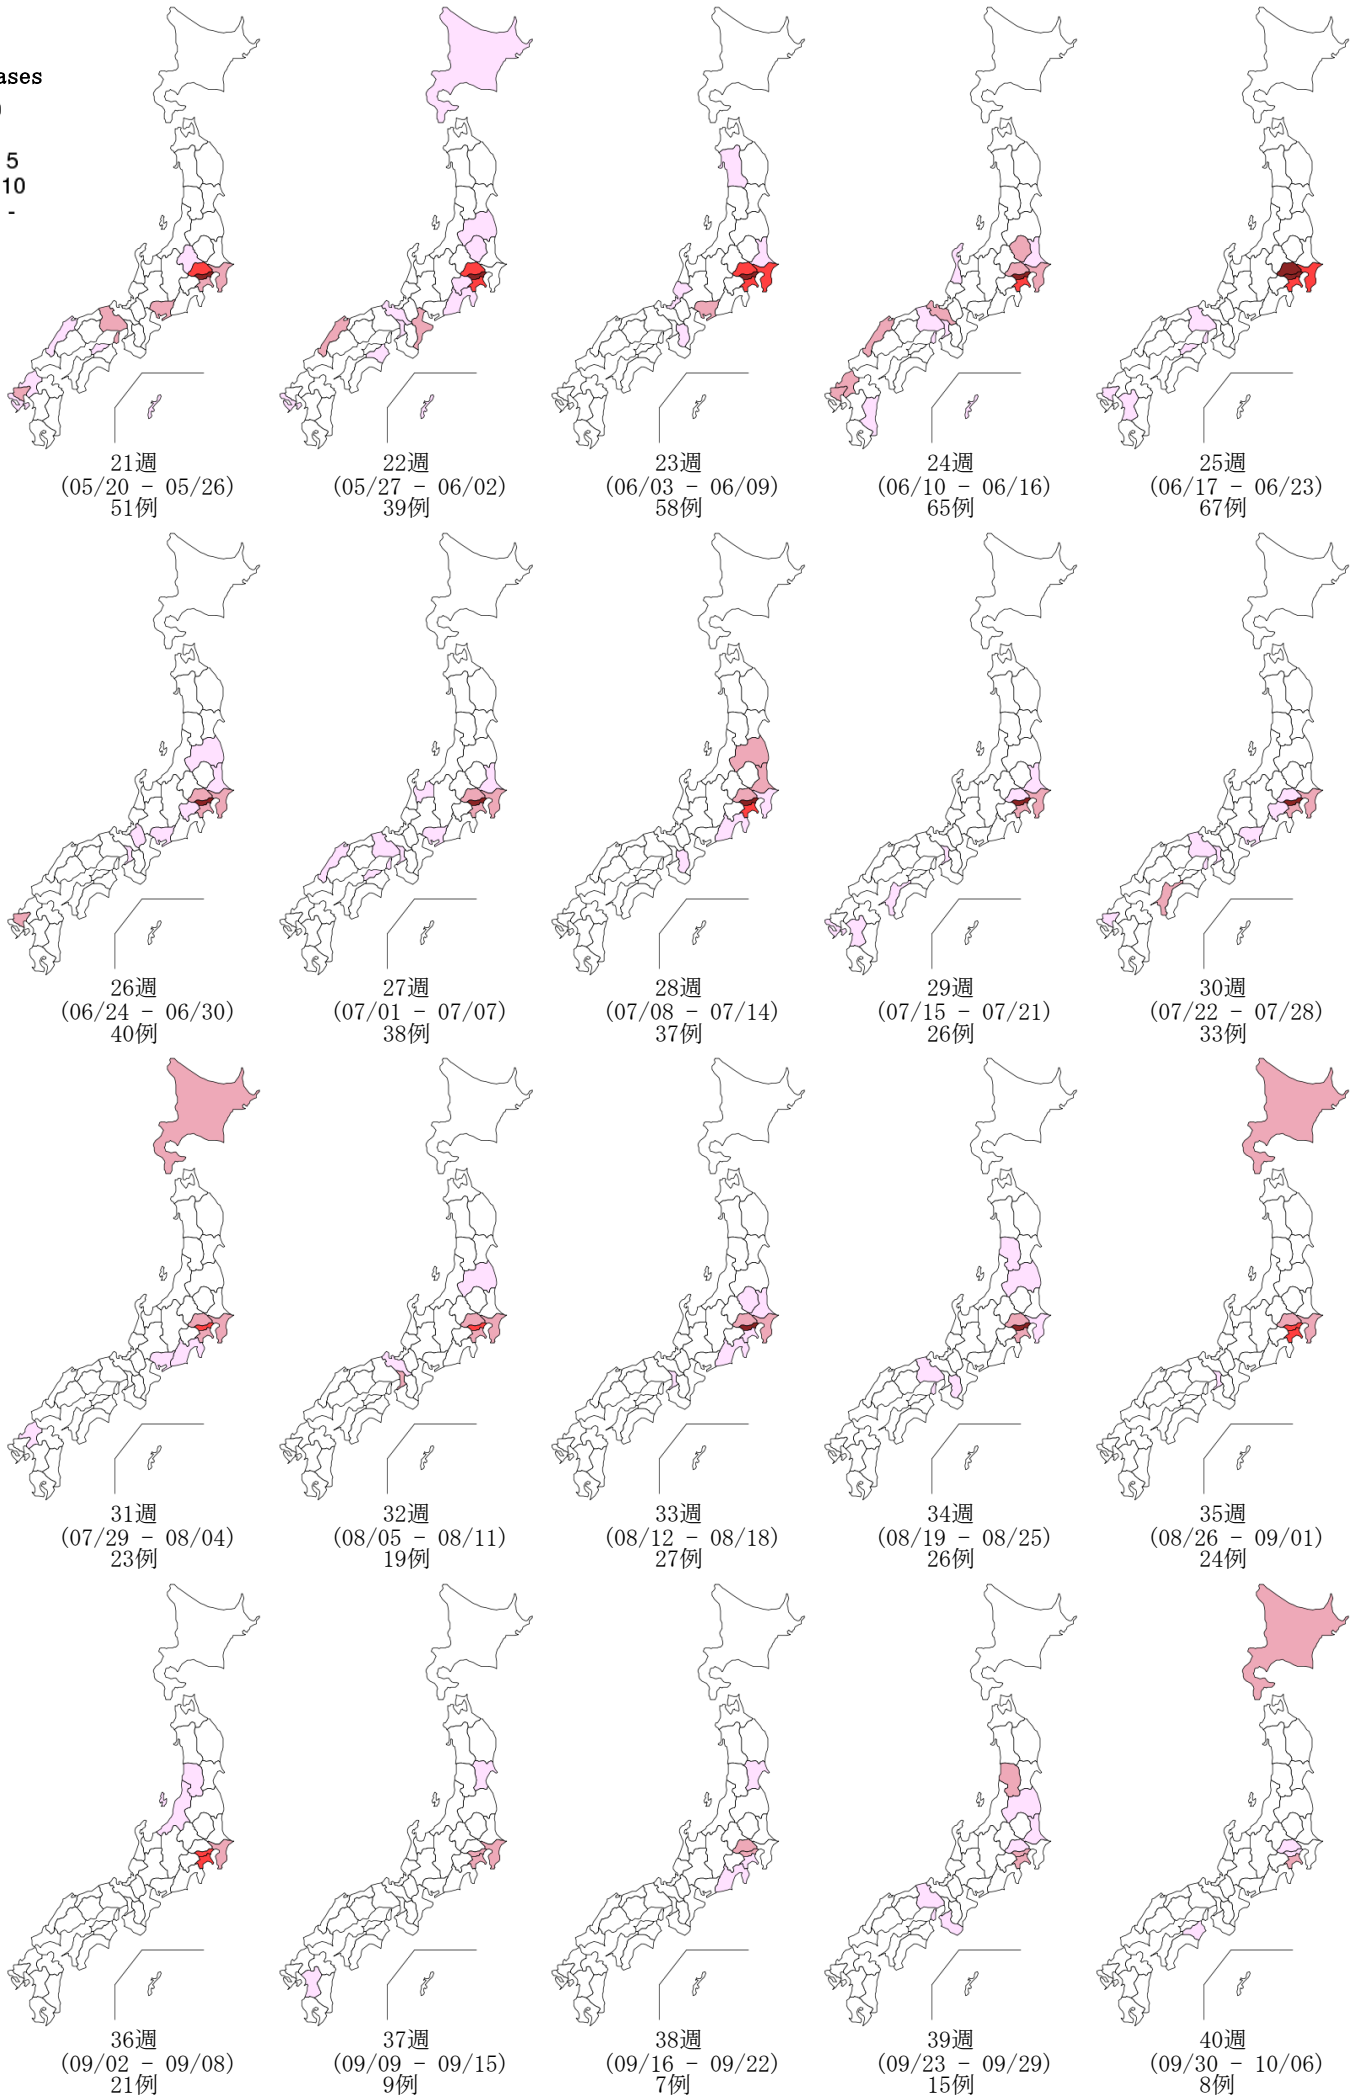 ases
5
10
-
21週
(05/20 - 05/26)
51例
22週
(05/27 - 06/02)
39例
23週
(06/03 - 06/09)
58例
24週
(06/10 - 06/16)
65例
25週
(06/17 - 06/23)
67例
26週
(06/24 - 06/30)
40例
27週
(07/01 - 07/07)
38例
28週
(07/08 - 07/14)
37例
29週
(07/15 - 07/21)
26例
30週
(07/22 - 07/28)
33例
31週
(07/29 - 08/04)
23例
32週
(08/05 - 08/11)
19例
33週
(08/12 - 08/18)
27例
34週
(08/19 - 08/25)
26例
35週
(08/26 - 09/01)
24例
36週
(09/02 - 09/08)
21例
37週
(09/09 - 09/15)
9例
38週
(09/16 - 09/22)
7例
39週
(09/23 - 09/29)
15例
40週
(09/30 - 10/06)
8例